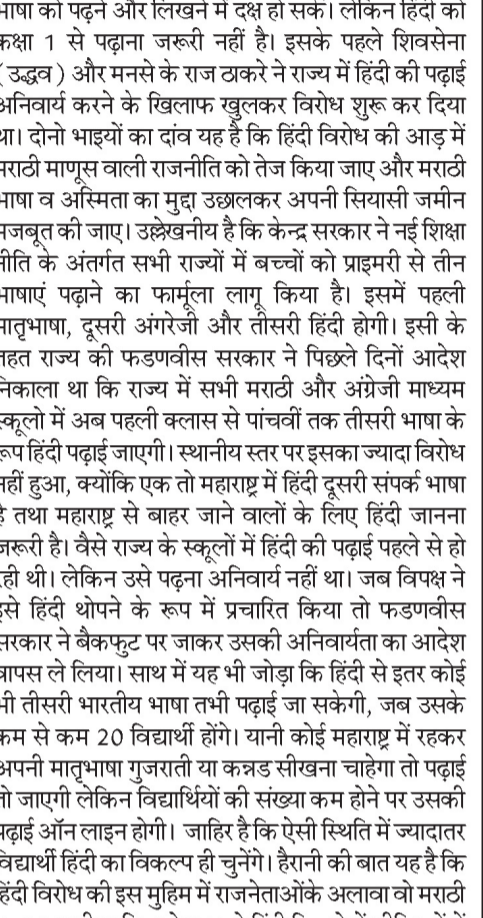 भाषा को पढ़ने और लिखने में दक्ष हो सके। लेकिन हिंदी को
कक्षा 1 से पढ़ाना जरूरी नहीं है। इसके पहले शिवसेना
( उद्धव ) और मनसे के राज ठाकरे ने राज्य में हिंदी की पढ़ाई
अनिवार्य करने के खिलाफ खुलकर विरोध शुरू कर दिया
था। दोनो भाइयों का दांव यह है कि हिंदी विरोध की आड़ में
मराठी माणूस वाली राजनीति को तेज किया जाए और मराठी
भाषा व अस्मिता का मुद्दा उछालकर अपनी सियासी जमीन
मजबूत की जाए। उल्लेखनीय है कि केन्द्र सरकार ने नई शिक्षा
नीति के अंतर्गत सभी राज्यों में बच्चों को प्राइमरी से तीन
भाषाएं पढ़ाने का फार्मूला लागू किया है। इसमें पहली
मातृभाषा, दूसरी अंगरेजी और तीसरी हिंदी होगी। इसी के
तहत राज्य की फडणवीस सरकार ने पिछले दिनों आदेश
निकाला था कि राज्य में सभी मराठी और अंग्रेजी माध्यम
स्कूलो में अब पहली क्लास से पांचवीं तक तीसरी भाषा के
रूप हिंदी पढ़ाई जाएगी। स्थानीय स्तर पर इसका ज्यादा विरोध
नहीं हुआ, क्योंकि एक तो महाराष्ट्र में हिंदी दूसरी संपर्क भाषा
है तथा महाराष्ट्र से बाहर जाने वालों के लिए हिंदी जानना
जरूरी है। वैसे राज्य के स्कूलों में हिंदी की पढ़ाई पहले से हो
रही थी। लेकिन उसे पढ़ना अनिवार्य नहीं था। जब विपक्ष ने
इसे हिंदी थोपने के रूप में प्रचारित किया तो फडणवीस
सरकार ने बैकफुट पर जाकर उसकी अनिवार्यता का आदेश
वापस ले लिया। साथ में यह भी जोड़ा कि हिंदी से इतर कोई
भी तीसरी भारतीय भाषा तभी पढ़ाई जा सकेगी, जब उसके
कम से कम 20 विद्यार्थी होंगे। यानी कोई महाराष्ट्र में रहकर
अपनी मातृभाषा गुजराती या कन्नड सीखना चाहेगा तो पढ़ाई
तो जाएगी लेकिन विद्यार्थियों की संख्या कम होने पर उसकी
पढ़ाई ऑन लाइन होगी। जाहिर है कि ऐसी स्थिति में ज्यादातर
विद्यार्थी हिंदी का विकल्प ही चुनेंगे। हैरानी की बात यह है कि
हिंदी विरोध की इस मुहिम में राजनेताओंके अलावा वो मराठी